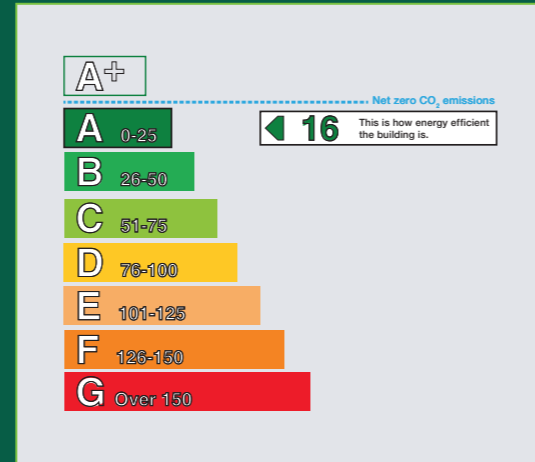 A+
Net zero CO₂ emissions
A 0-25
16 This is how energy efficient
the building is.
B 26-50
C 51-75
D 76-100
E 101-125
F 126-150
G Over 150